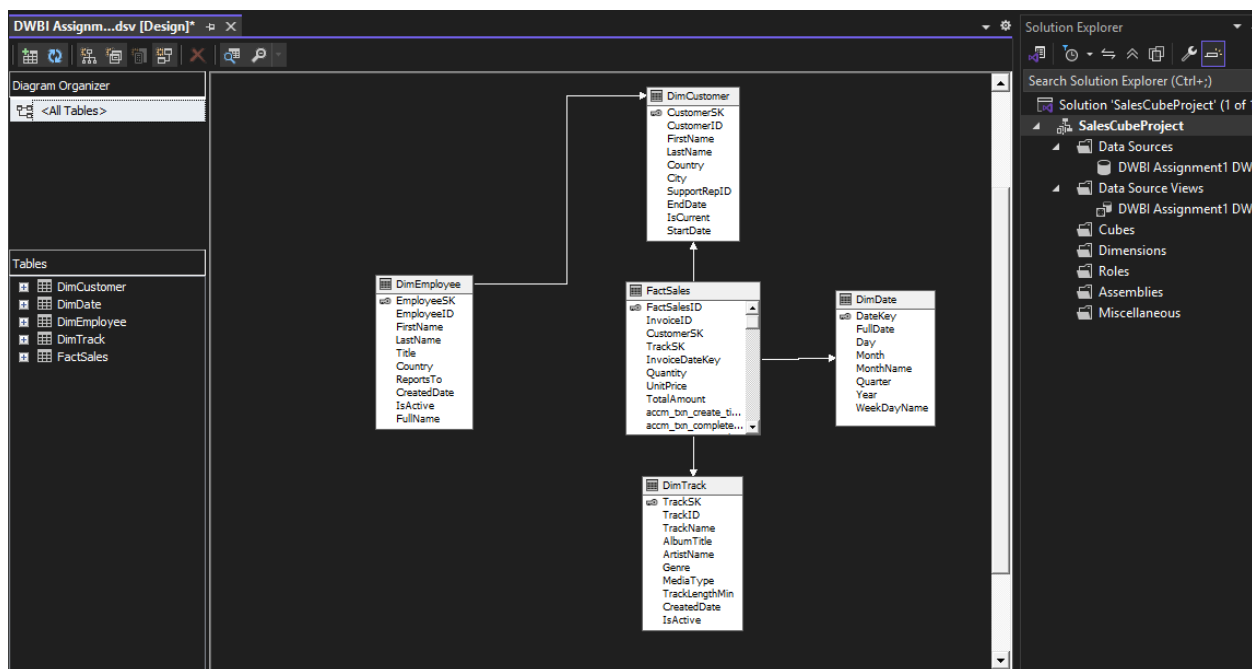 DWBI Assignm...dsv [Design]*
Diagram Organizer
<All Tables>
Tables
DimCustomer
DimDate
DimEmployee
DimTrack
FactSales
DimCustomer
CustomerSK
CustomerID
FirstName
LastName
Country
City
SupportRepID
EndDate
IsCurrent
StartDate
DimEmployee
EmployeeSK
EmployeeID
FirstName
LastName
Title
Country
ReportsTo
CreatedDate
IsActive
FullName
FactSales
FactSalesID
InvoiceID
CustomerSK
TrackSK
InvoiceDateKey
Quantity
UnitPrice
TotalAmount
accm_txn_create_ti...
accm_txn_complete...
DimDate
DateKey
FullDate
Day
Month
MonthName
Quarter
Year
WeekDayName
DimTrack
TrackSK
TrackID
TrackName
AlbumTitle
ArtistName
Genre
MediaType
TrackLengthMin
CreatedDate
IsActive
Solution Explorer
Search Solution Explorer (Ctrl+;)
Solution 'SalesCubeProject' (1 of 1
SalesCubeProject
Data Sources
DWBI Assignment1 DW
Data Source Views
DWBI Assignment1 DW
Cubes
Dimensions
Roles
Assemblies
Miscellaneous